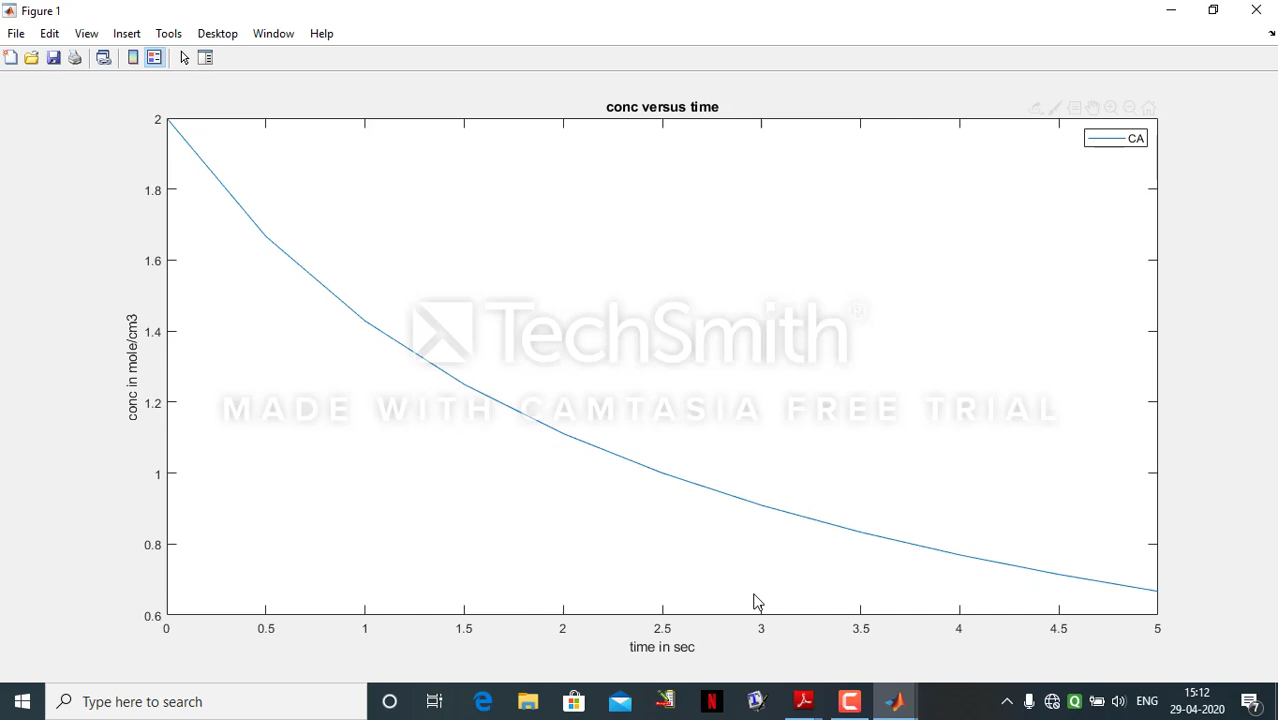 Figure 1
File Edit View Insert Tools Desktop Window Help
conc versus time
CA
2
1.8
1.6
1.4
1.2
1
0.8
0.6
conc in mole/cm3
TechSmith®
MADE WITH CAMTASIA FREE TRIAL
0 0.5 1 1.5 2 2.5 3 3.5 4 4.5 5
time in sec
Type here to search
ENG
15:12
29-04-2020
7